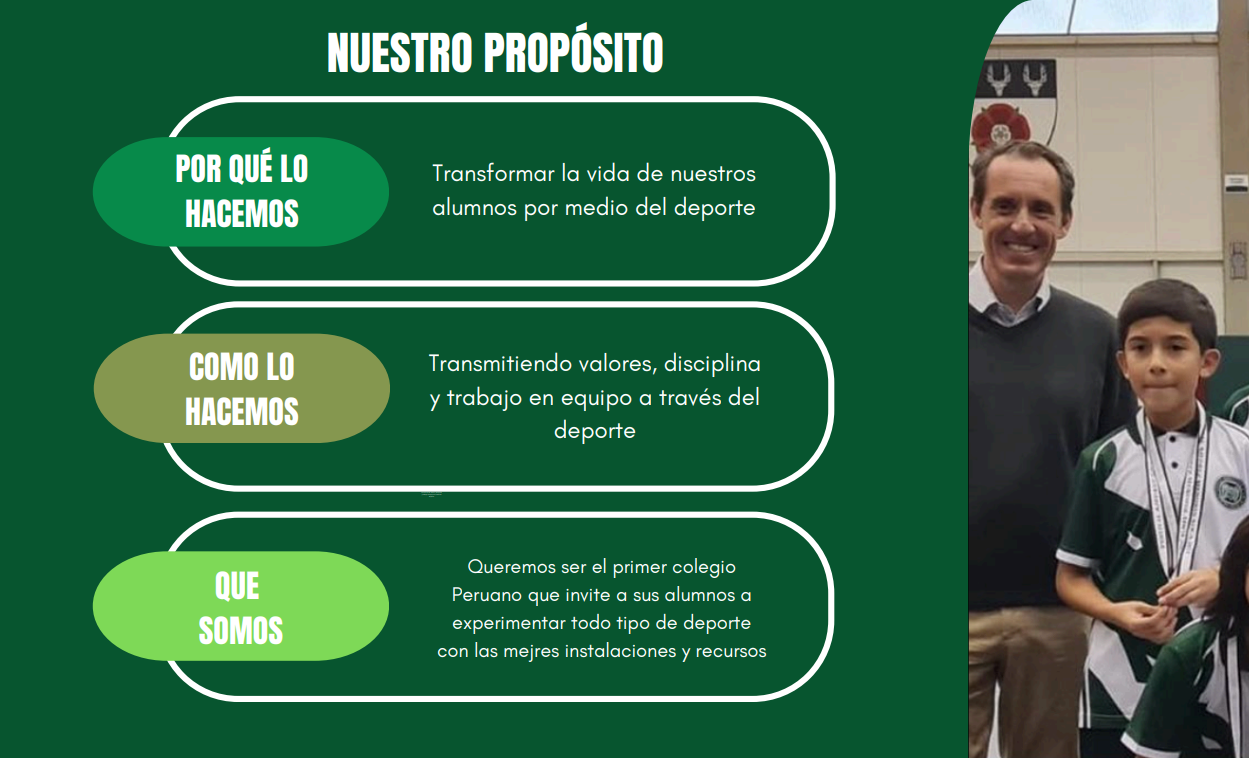 NUESTRO PROPÓSITO
POR QUÉ LO
HACEMOS
Transformar la vida de nuestros
alumnos por medio del deporte
COMO LO
HACEMOS
Transmitiendo valores, disciplina
y trabajo en equipo a través del
deporte
QUE
SOMOS
Queremos ser el primer colegio
Peruano que invite a sus alumnos a
experimentar todo tipo de deporte
con las mejres instalaciones y recursos